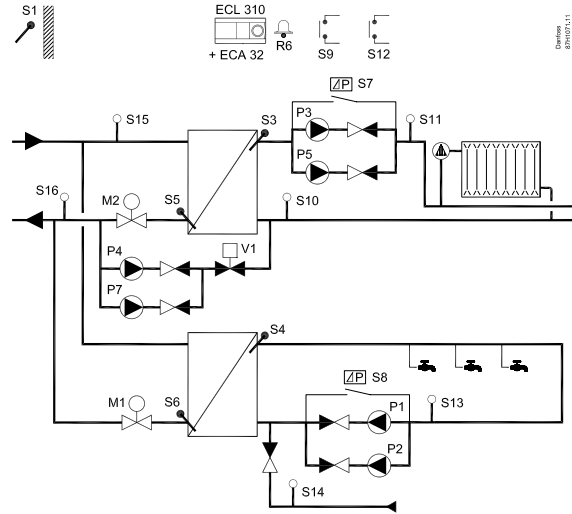 S1
ECL 310
+ ECA 32
R6
S9
S12
Danfoss
87H1071.11
P S7
S15
S3
P3
S11
P5
S16
M2
S5
S10
P4
V1
P7
S4
P S8
M1
S6
P1
S13
P2
S14